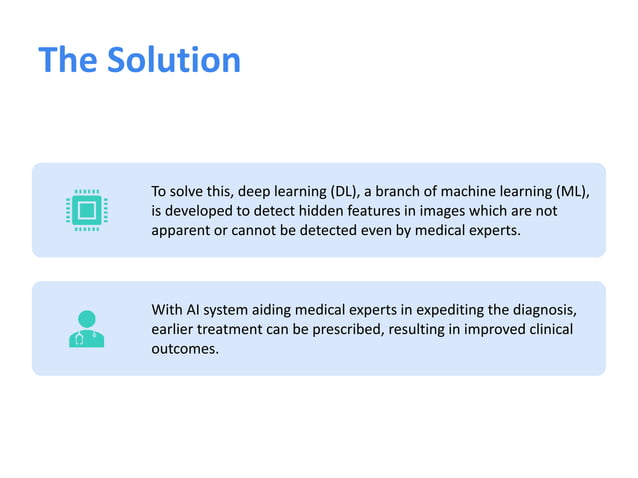 The Solution
To solve this, deep learning (DL), a branch of machine learning (ML),
is developed to detect hidden features in images which are not
apparent or cannot be detected even by medical experts.
With AI system aiding medical experts in expediting the diagnosis,
earlier treatment can be prescribed, resulting in improved clinical
outcomes.